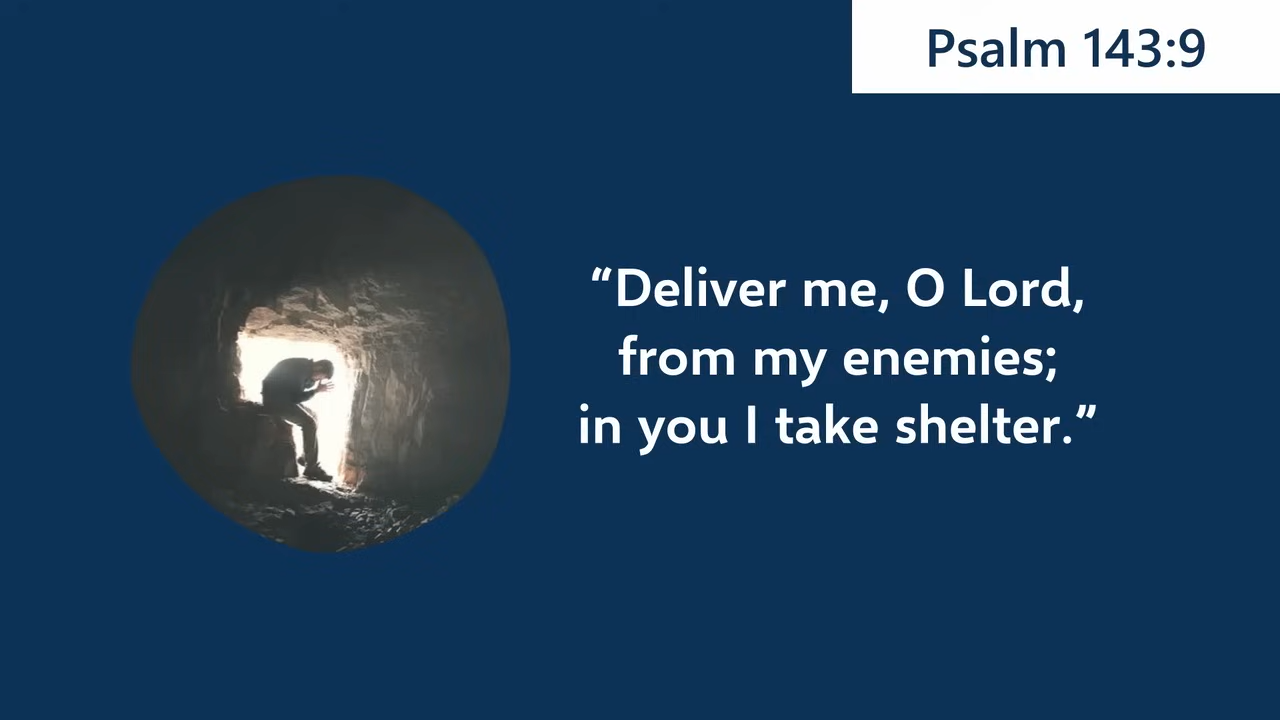 Psalm 143:9
“Deliver me, O Lord,
from my enemies;
in you I take shelter.”